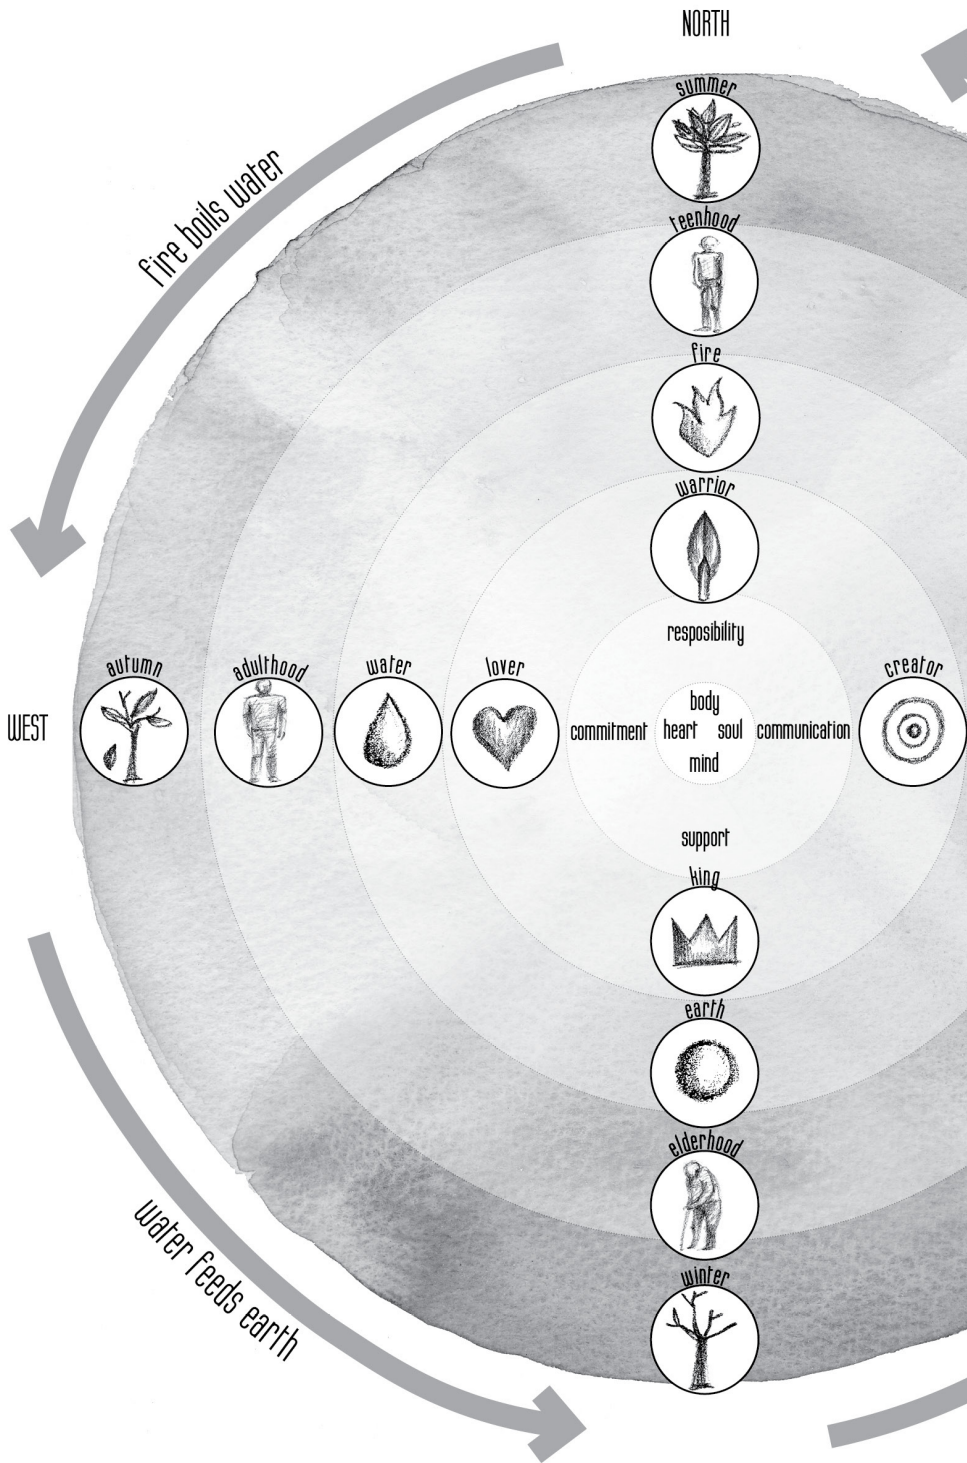 NORTH
summer
fire boils water
teenhood
fire
warrior
resposibility
autumn
adulthood
water
lover
creator
WEST
commitment
body
heart soul
mind
communication
support
king
earth
elderhood
water feeds earth
winter